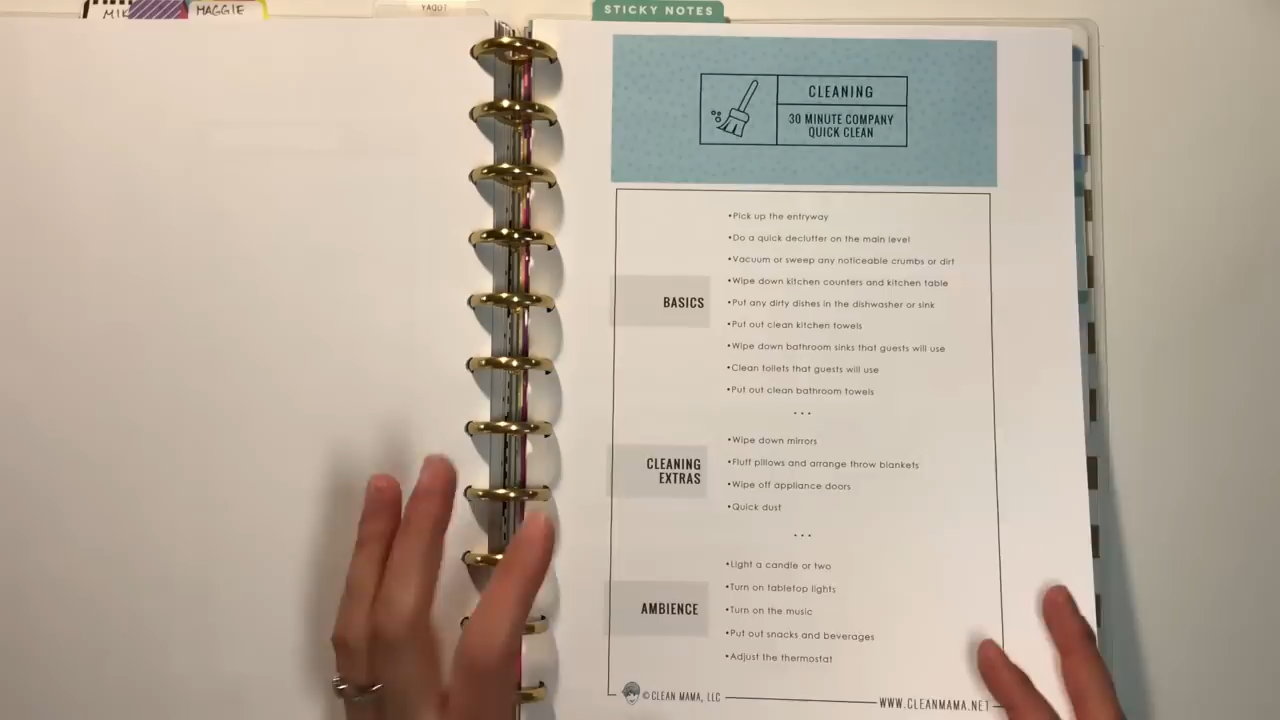 MAGGIE
STICKY NOTES
CLEANING
30 MINUTE COMPANY
QUICK CLEAN
BASICS
•Pick up the entryway
•Do a quick declutter on the main level
•Vacuum or sweep any noticeable crumbs or dirt
•Wipe down kitchen counters and kitchen table
•Put any dirty dishes in the dishwasher or sink
•Put out clean kitchen towels
•Wipe down bathroom sinks that guests will use
•Clean toilets that guests will use
•Put out clean bathroom towels
...
CLEANING
EXTRAS
•Wipe down mirrors
•Fluff pillows and arrange throw blankets
•Wipe off appliance doors
•Quick dust
...
AMBIENCE
•Light a candle or two
•Turn on tabletop lights
•Turn on the music
•Put out snacks and beverages
•Adjust the thermostat
© CLEAN MAMA, LLC
WWW.CLEANMAMA.NET